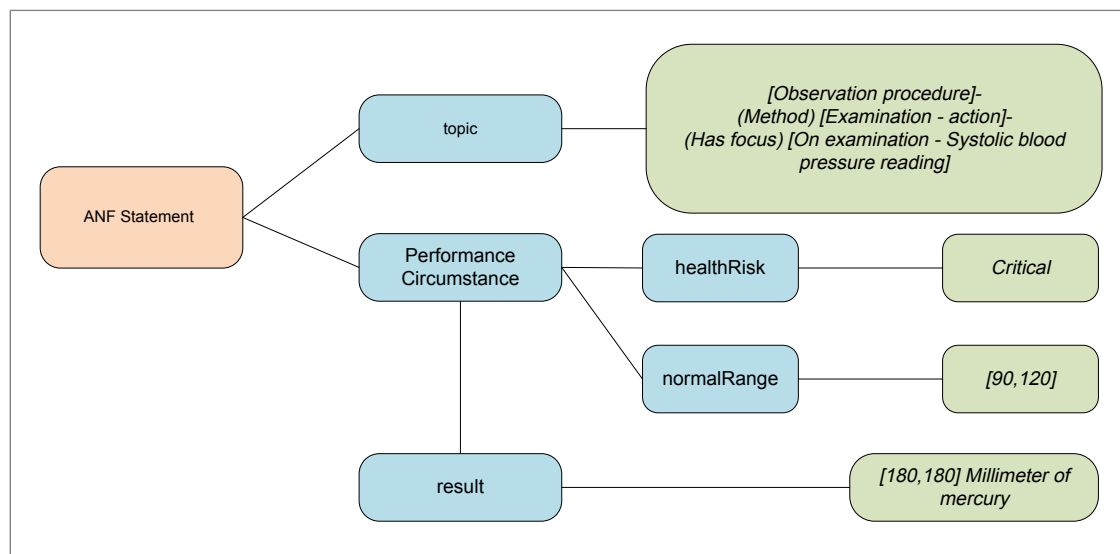 [Observation procedure]-
(Method) [Examination - action]-
(Has focus) [On examination - Systolic blood
pressure reading]
topic
ANF Statement
Performance
Circumstance
healthRisk
Critical
normalRange
[90,120]
result
[180,180] Millimeter of
mercury